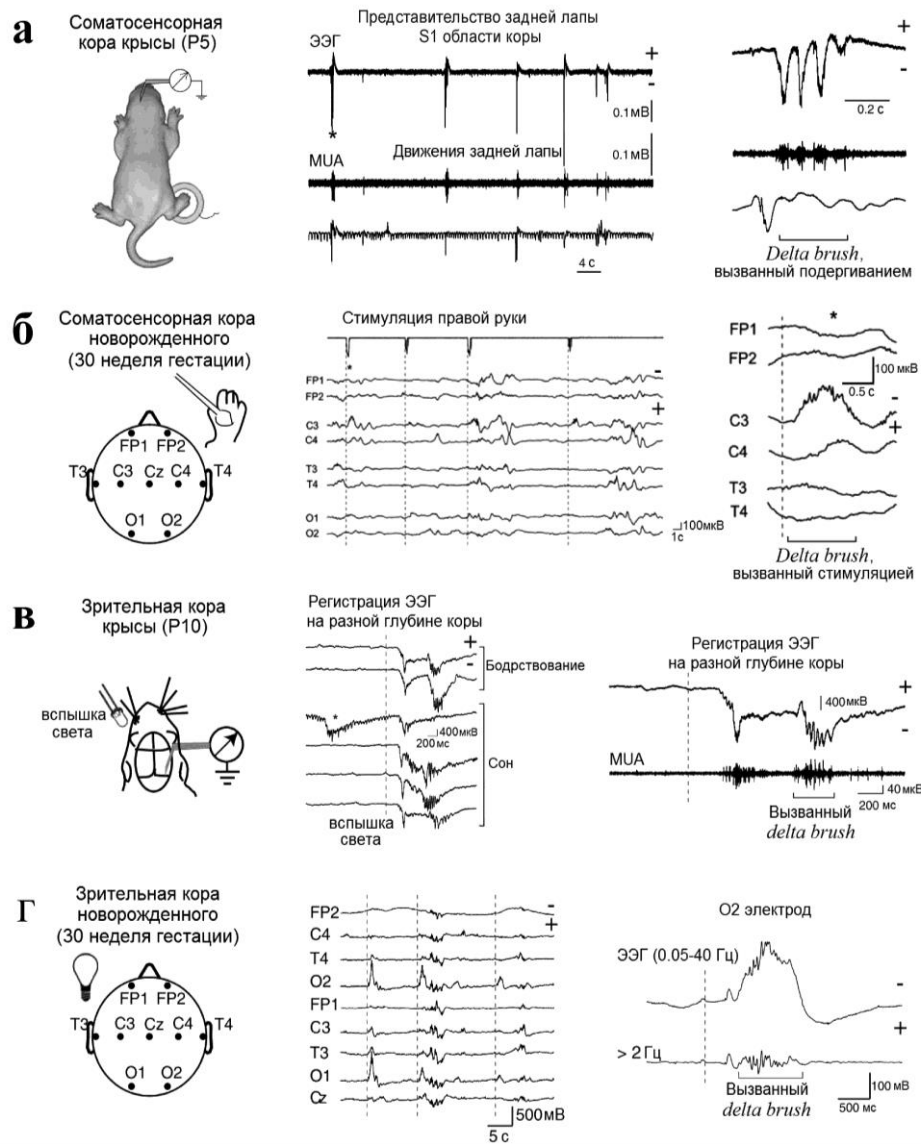 а
Соматосенсорная
кора крысы (P5)
Представительство задней лапы
S1 области коры
ЭЭГ
+
-
0.1 мВ
*
MUA
Движения задней лапы
0.1 мВ
4 с
+
-
0.2 с
Delta brush,
вызванный подергиванием
б
Соматосенсорная кора
новорожденного
(30 неделя гестации)
FP1 FP2
T3 C3 Cz C4 T4
O1 O2
Стимуляция правой руки
*
FP1
FP2
C3
C4
T3
T4
O1
O2
-
+
100мкВ
1с
FP1
*
FP2
100 мкВ
0.5 с
C3
-
+
C4
T3
T4
Delta brush,
вызванный стимуляцией
в
Зрительная кора
крысы (P10)
вспышка
света
Регистрация ЭЭГ
на разной глубине коры
+
-
Бодрствование
*
400мкВ
200 мс
Сон
вспышка
света
Регистрация ЭЭГ
на разной глубине коры
+
400мкВ
-
MUA
40 мкВ
200 мс
Вызванный
delta brush
г
Зрительная кора
новорожденного
(30 неделя гестации)
FP1 FP2
T3 C3 Cz C4 T4
O1 O2
FP2
C4
T4
O2
FP1
C3
T3
O1
Cz
-
+
500мВ
5 с
O2 электрод
ЭЭГ (0.05-40 Гц)
-
+
> 2 Гц
Вызванный
delta brush
100 мВ
500 мс